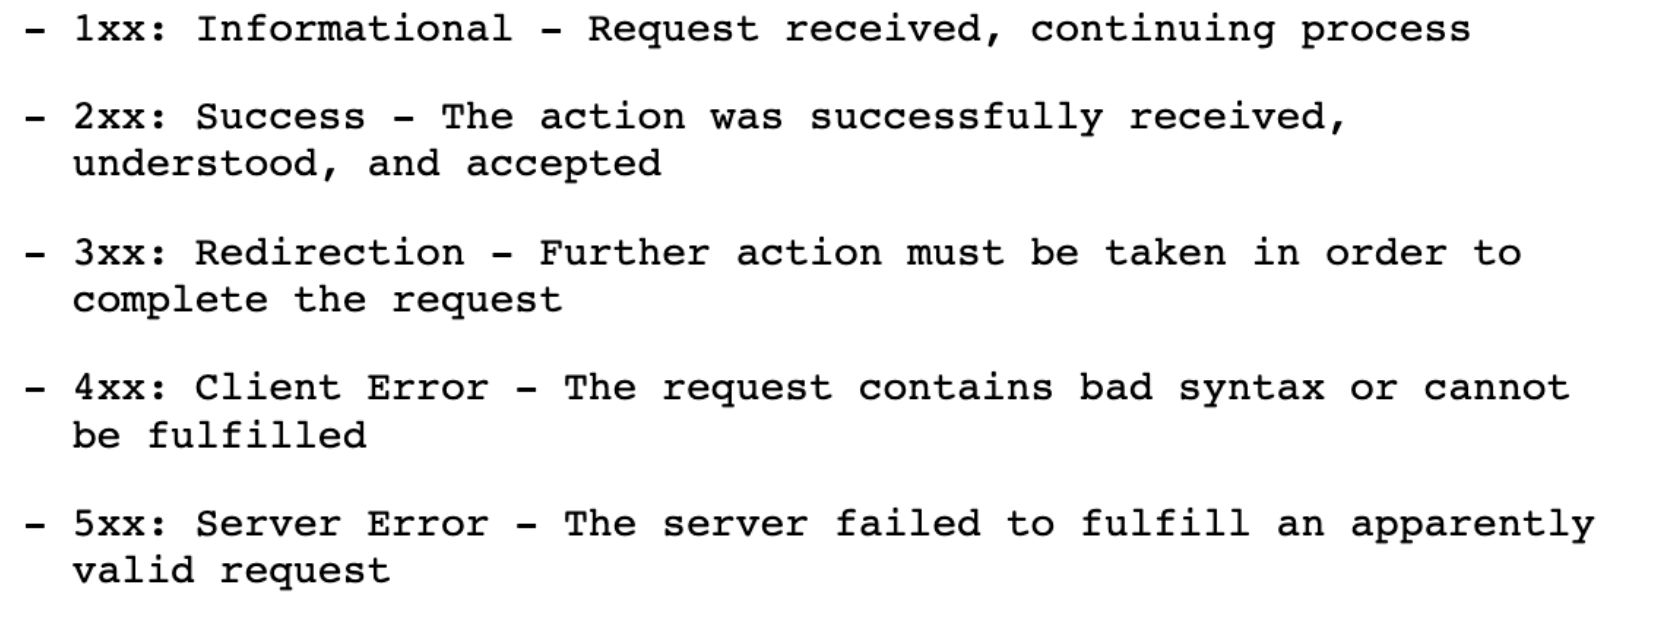 - 1xx: Informational - Request received, continuing process
- 2xx: Success - The action was successfully received,
understood, and accepted
- 3xx: Redirection - Further action must be taken in order to
complete the request
- 4xx: Client Error - The request contains bad syntax or cannot
be fulfilled
- 5xx: Server Error - The server failed to fulfill an apparently
valid request